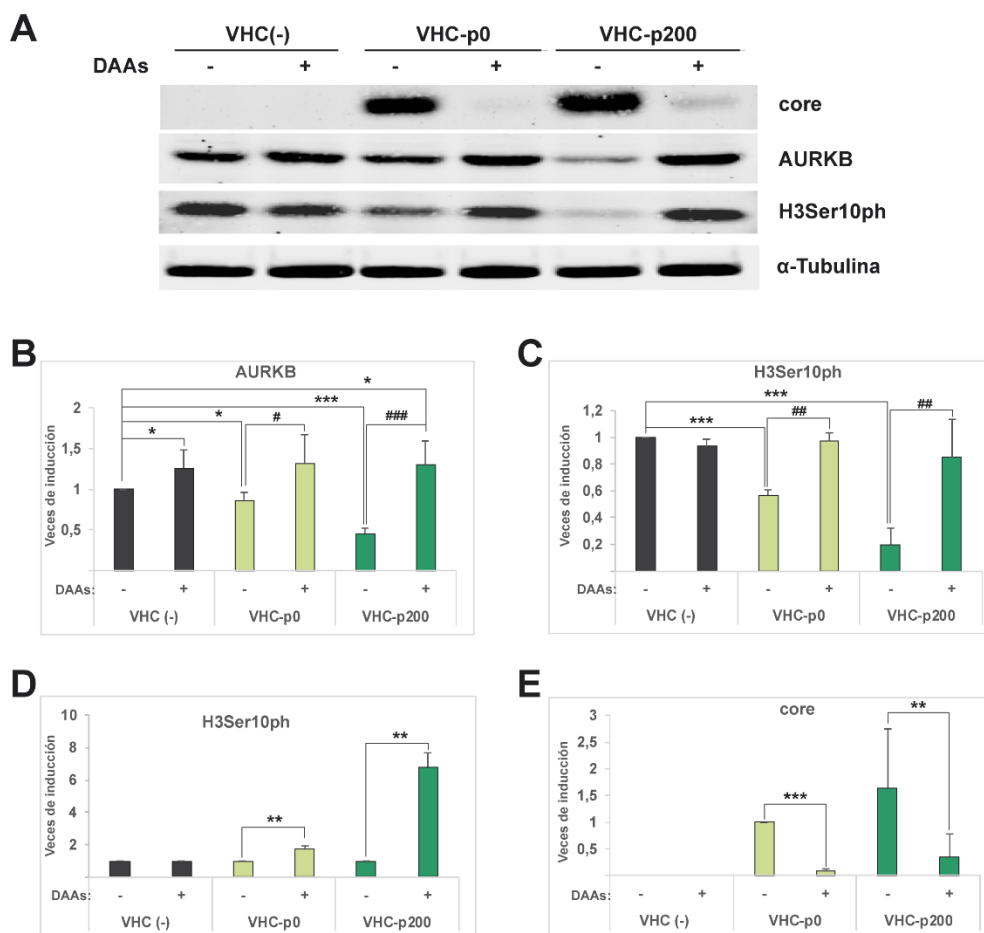 A
VHC(-) VHC-p0 VHC-p200
DAAs - + - + - +
core
AURKB
H3Ser10ph
α-Tubulina
B
AURKB
Veces de inducción
2
1,5
1
0,5
* * # *** * ###
DAAs: - + - + - +
VHC (-) VHC-p0 VHC-p200
C
H3Ser10ph
Veces de inducción
1,2
1
0,8
0,6
0,4
0,2
*** *** ## ##
DAAs: - + - + - +
VHC (-) VHC-p0 VHC-p200
D
H3Ser10ph
Veces de inducción
10
8
6
4
2
** **
DAAs: - + - + - +
VHC (-) VHC-p0 VHC-p200
E
core
Veces de inducción
3
2,5
2
1,5
1
0,5
*** **
DAAs: - + - + - +
VHC (-) VHC-p0 VHC-p200